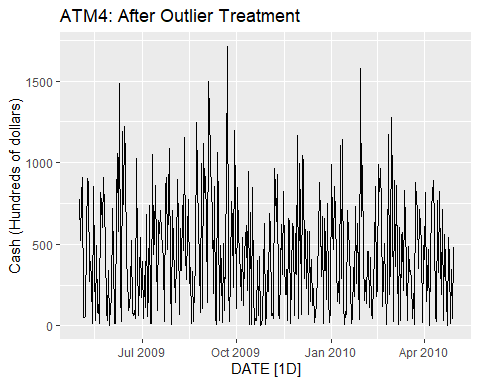 ATM4: After Outlier Treatment
Cash (Hundreds of dollars)
1500
1000
500
0
Jul 2009 Oct 2009 Jan 2010 Apr 2010
DATE [1D]